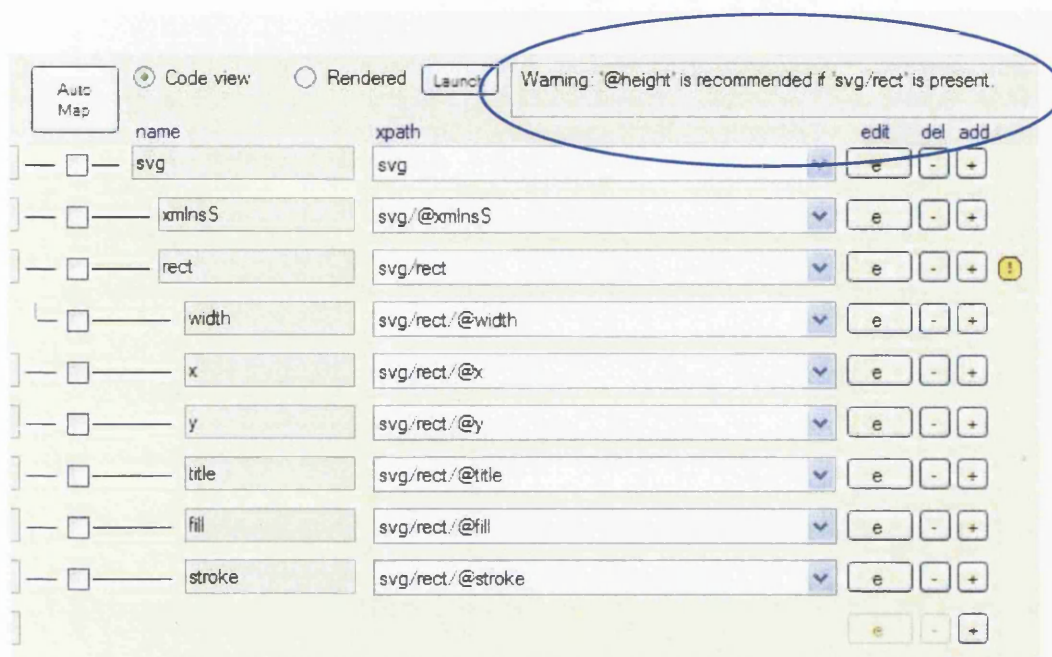 Auto Map
Code view
Rendered
Launch
Warning: "@height" is recommended if "svg/rect" is present.
name xpath edit del add
svg svg e - +
xmlnsS svg/@xmlnsS e - +
rect svg/rect e - + !
width svg/rect/@width e - +
x svg/rect/@x e - +
y svg/rect/@y e - +
title svg/rect/@title e - +
fill svg/rect/@fill e - +
stroke svg/rect/@stroke e - +
e - +